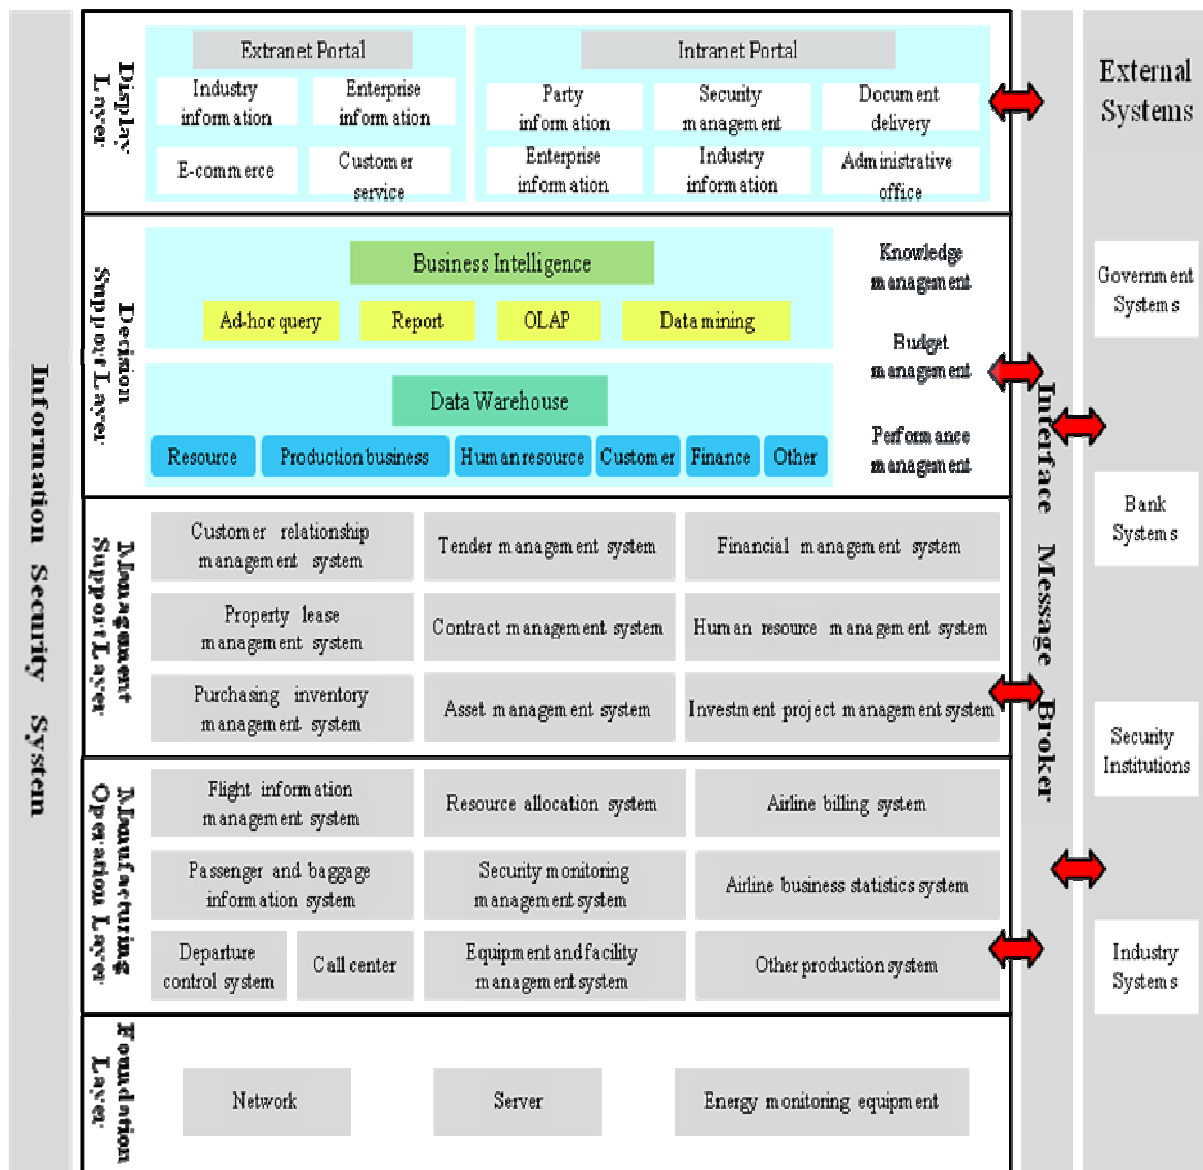 Information Security System
Display
Layer
Extranet Portal
Industry
information
Enterprise
information
E-commerce
Customer
service
Intranet Portal
Party
information
Security
management
Document
delivery
Enterprise
information
Industry
information
Administrative
office
Decision
Support Layer
Business Intelligence
Ad-hoc query
Report
OLAP
Data mining
Data Warehouse
Resource
Production business
Human resource
Customer
Finance
Other
Knowledge
management
Budget
management
Performance
management
Management
Support Layer
Customer relationship
management system
Tender management system
Financial management system
Property lease
management system
Contract management system
Human resource management system
Purchasing inventory
management system
Asset management system
Investment project management system
Manufacturing
Operation Layer
Flight information
management system
Resource allocation system
Airline billing system
Passenger and baggage
information system
Security monitoring
management system
Airline business statistics system
Departure
control system
Call center
Equipment and facility
management system
Other production system
Foundation
Layer
Network
Server
Energy monitoring equipment
Interface Message Broker
External
Systems
Government
Systems
Bank
Systems
Security
Institutions
Industry
Systems